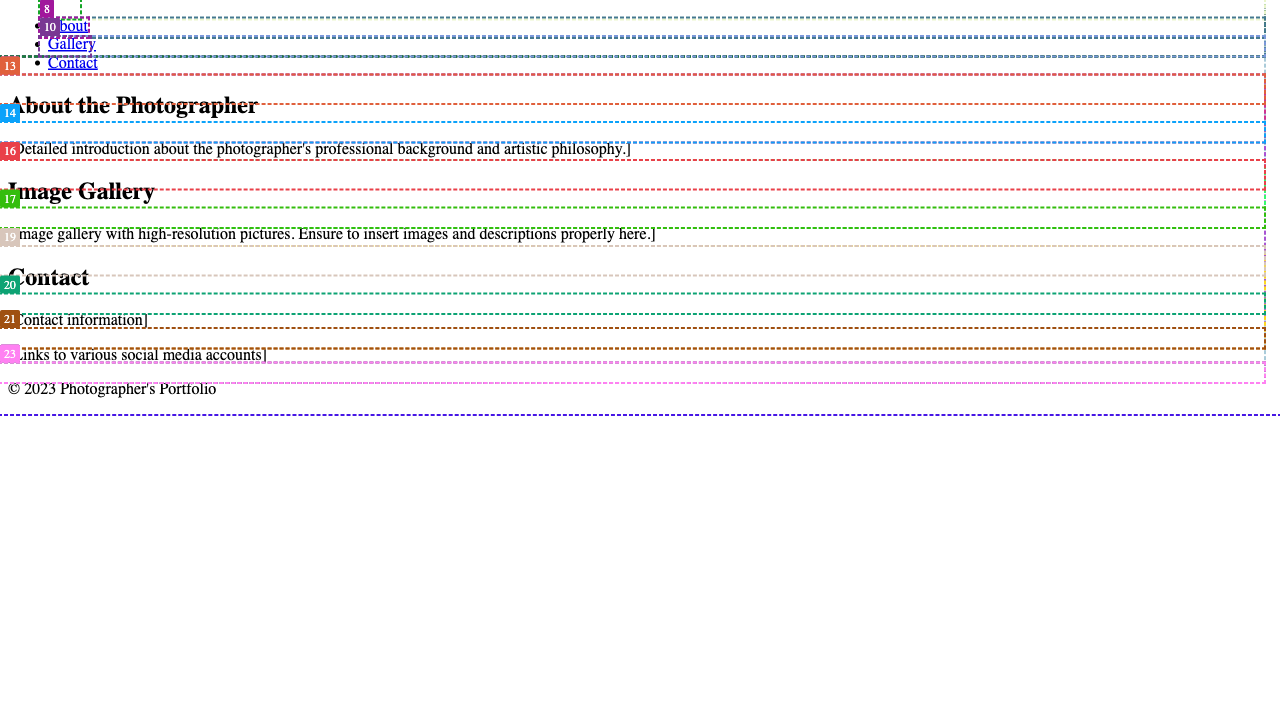 8
10
bout
Gallery
13
Contact
About the Photographer
14
Detailed introduction about the photographer's professional background and artistic philosophy.]
16
Image Gallery
17
mage gallery with high-resolution pictures. Ensure to insert images and descriptions properly here.]
19
Contact
20
21
Contact information]
23
Links to various social media accounts]
© 2023 Photographer's Portfolio